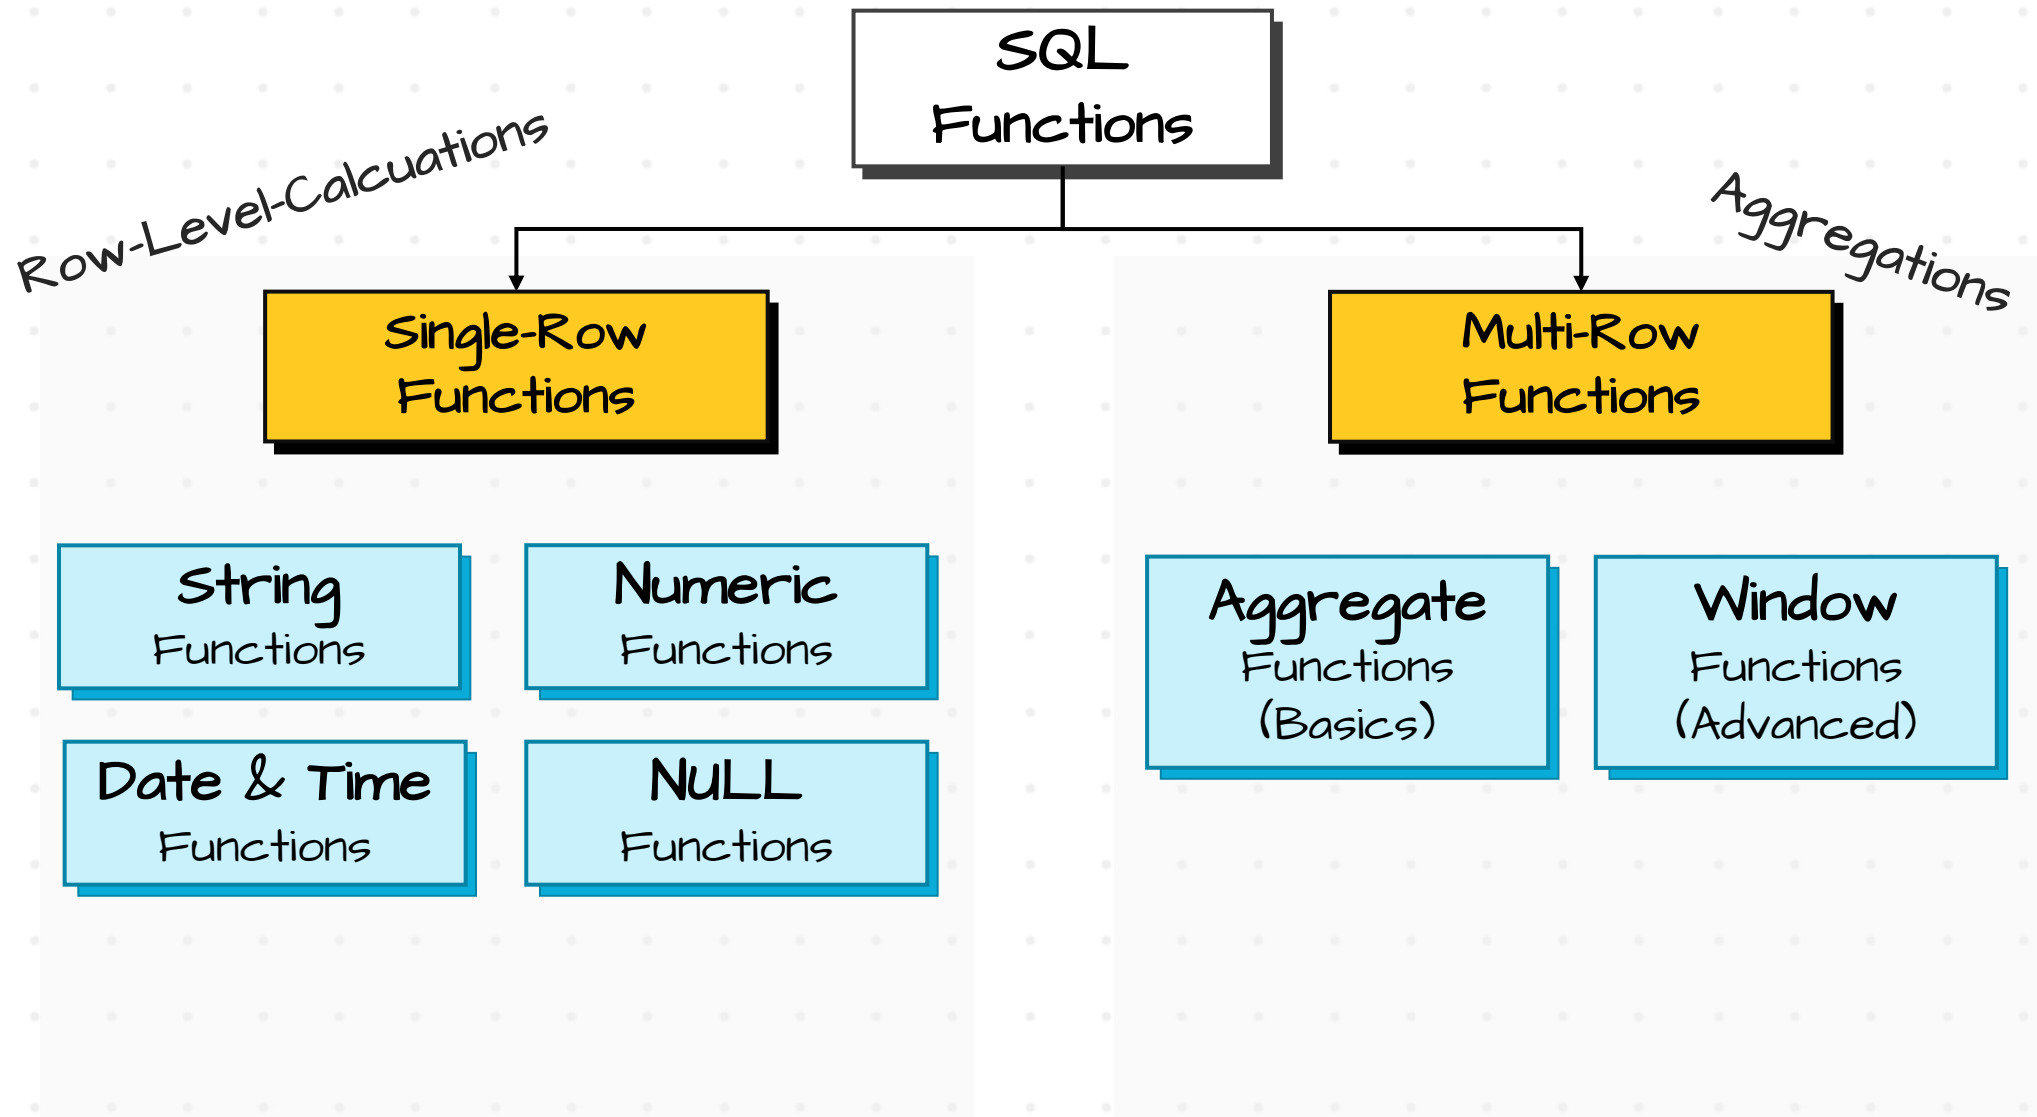 SQL
Functions
Row-Level-Calcuations
Aggregations
Single-Row
Functions
Multi-Row
Functions
String
Functions
Numeric
Functions
Date & Time
Functions
NULL
Functions
Aggregate
Functions
(Basics)
Window
Functions
(Advanced)